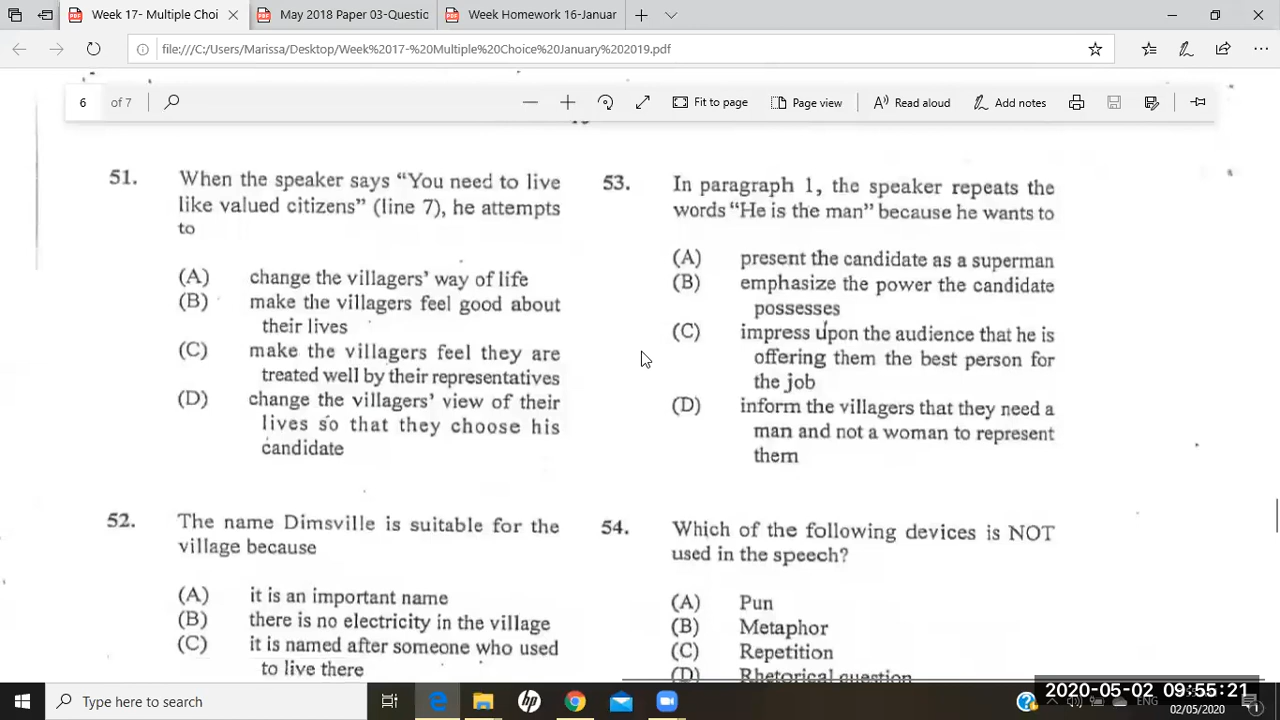 Week 17- Multiple Choi
May 2018 Paper 03-Questio
Week Homework 16-Januar
file:///C:/Users/Marissa/Desktop/Week%2017-%20Multiple%20Choice%20January%202019.pdf
6 of 7
Fit to page
Page view
Read aloud
Add notes
51. When the speaker says “You need to live
like valued citizens” (line 7), he attempts
to
(A) change the villagers’ way of life
(B) make the villagers feel good about
their lives
(C) make the villagers feel they are
treated well by their representatives
(D) change the villagers’ view of their
lives so that they choose his
candidate
52. The name Dimsville is suitable for the
village because
(A) it is an important name
(B) there is no electricity in the village
(C) it is named after someone who used
to live there
53. In paragraph 1, the speaker repeats the
words “He is the man” because he wants to
(A) present the candidate as a superman
(B) emphasize the power the candidate
possesses
(C) impress upon the audience that he is
offering them the best person for
the job
(D) inform the villagers that they need a
man and not a woman to represent
them
54. Which of the following devices is NOT
used in the speech?
(A) Pun
(B) Metaphor
(C) Repetition
(D) Rhetorical question
Type here to search
ENG
2020-05-02 09:55:21
02/05/2020